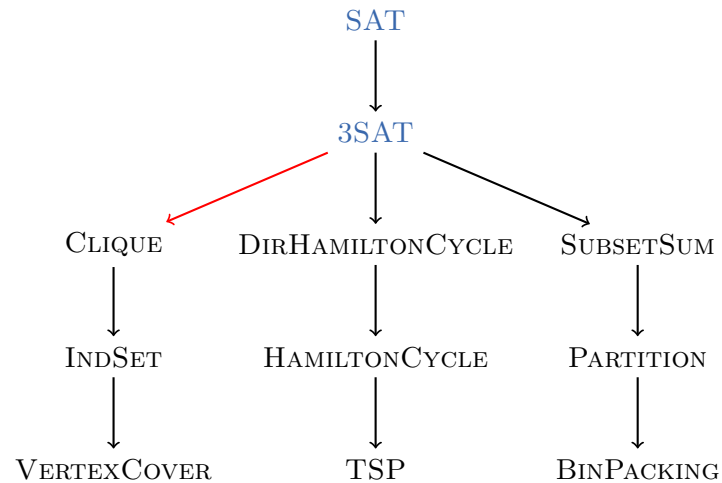 SAT
3SAT
CLIQUE DIRHAMILTONCYCLE SUBSETSUM
INDSET HAMILTONCYCLE PARTITION
VERTEXCOVER TSP BINPACKING